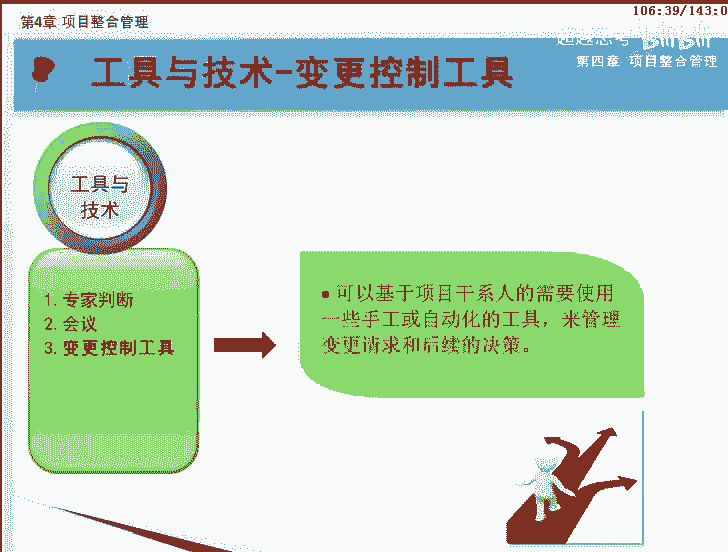 106:39/143:0
第4章 项目整合管理
bilibili
第四章 项目整合管理
工具与技术-变更控制工具
工具与
技术
1. 专家判断
2. 会议
3. 变更控制工具
• 可以基于项目干系人的需要使用
一些手工或自动化的工具，来管理
变更请求和后续的决策。